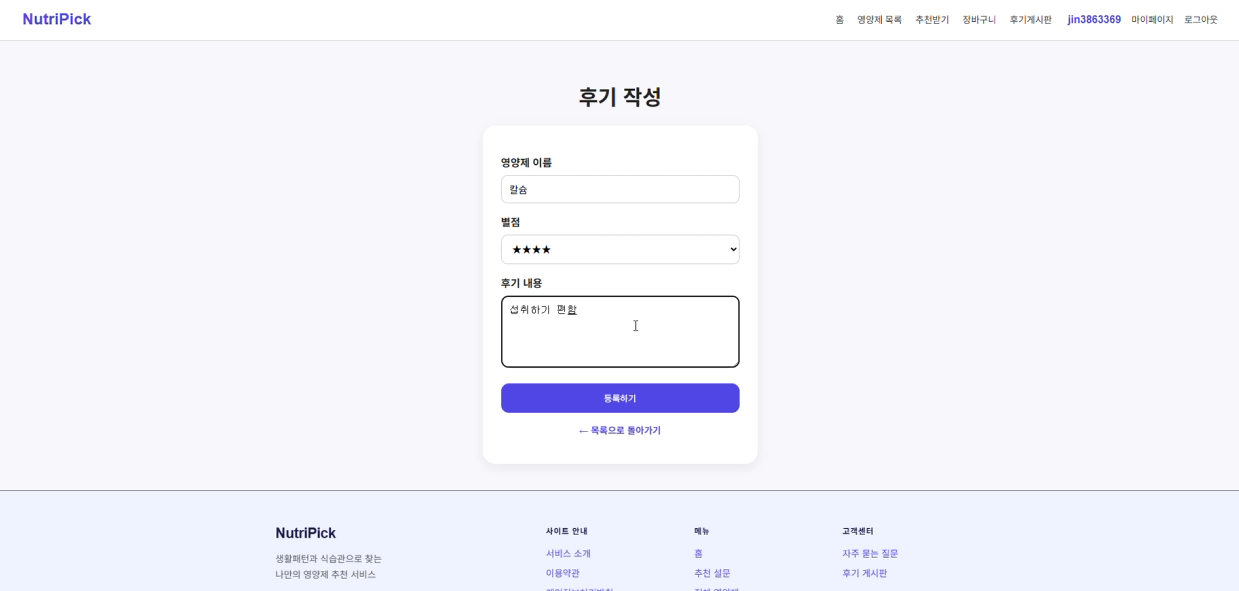 NutriPick
홈 영양제 목록 추천받기 장바구니 후기게시판 jin3863369 마이페이지 로그아웃
후기 작성
영양제 이름
칼슘
별점
★★★★
후기 내용
섭취하기 편함
등록하기
← 목록으로 돌아가기
NutriPick
생활패턴과 식습관으로 찾는
나만의 영양제 추천 서비스
사이트 안내
서비스 소개
이용약관
메뉴
홈
추천 설문
고객센터
자주 묻는 질문
후기 게시판